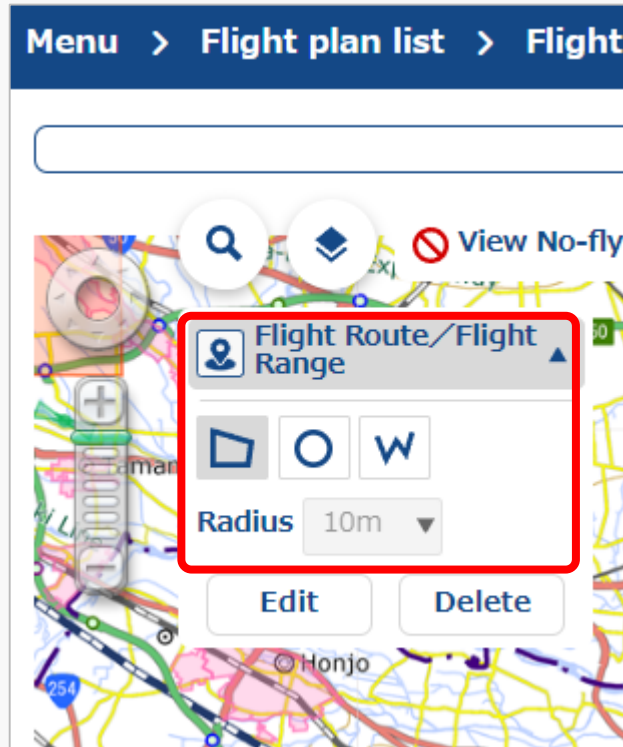 Menu > Flight plan list > Flight
View No-fly
Flight Route／Flight
Range
Radius 10m
Edit Delete
Honjo
254